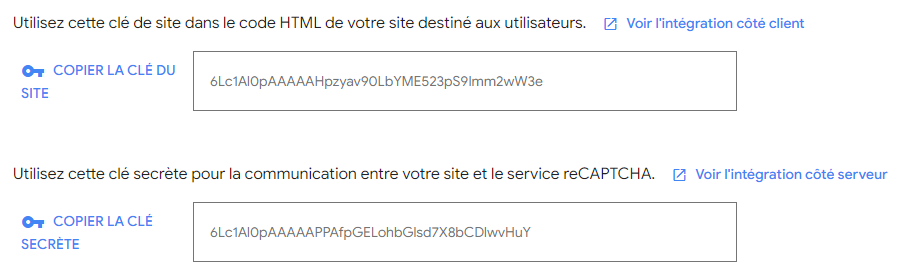 Utilisez cette clé de site dans le code HTML de votre site destiné aux utilisateurs. Voir l'intégration côté client
COPIER LA CLÉ DU
SITE
6Lc1Al0pAAAAAHpzyav90LbYME523pS9lmm2wW3e
Utilisez cette clé secrète pour la communication entre votre site et le service reCAPTCHA. Voir l'intégration côté serveur
COPIER LA CLÉ
SECRÈTE
6Lc1Al0pAAAAAPPAfpGELohbGlsd7X8bCDlwvHuY